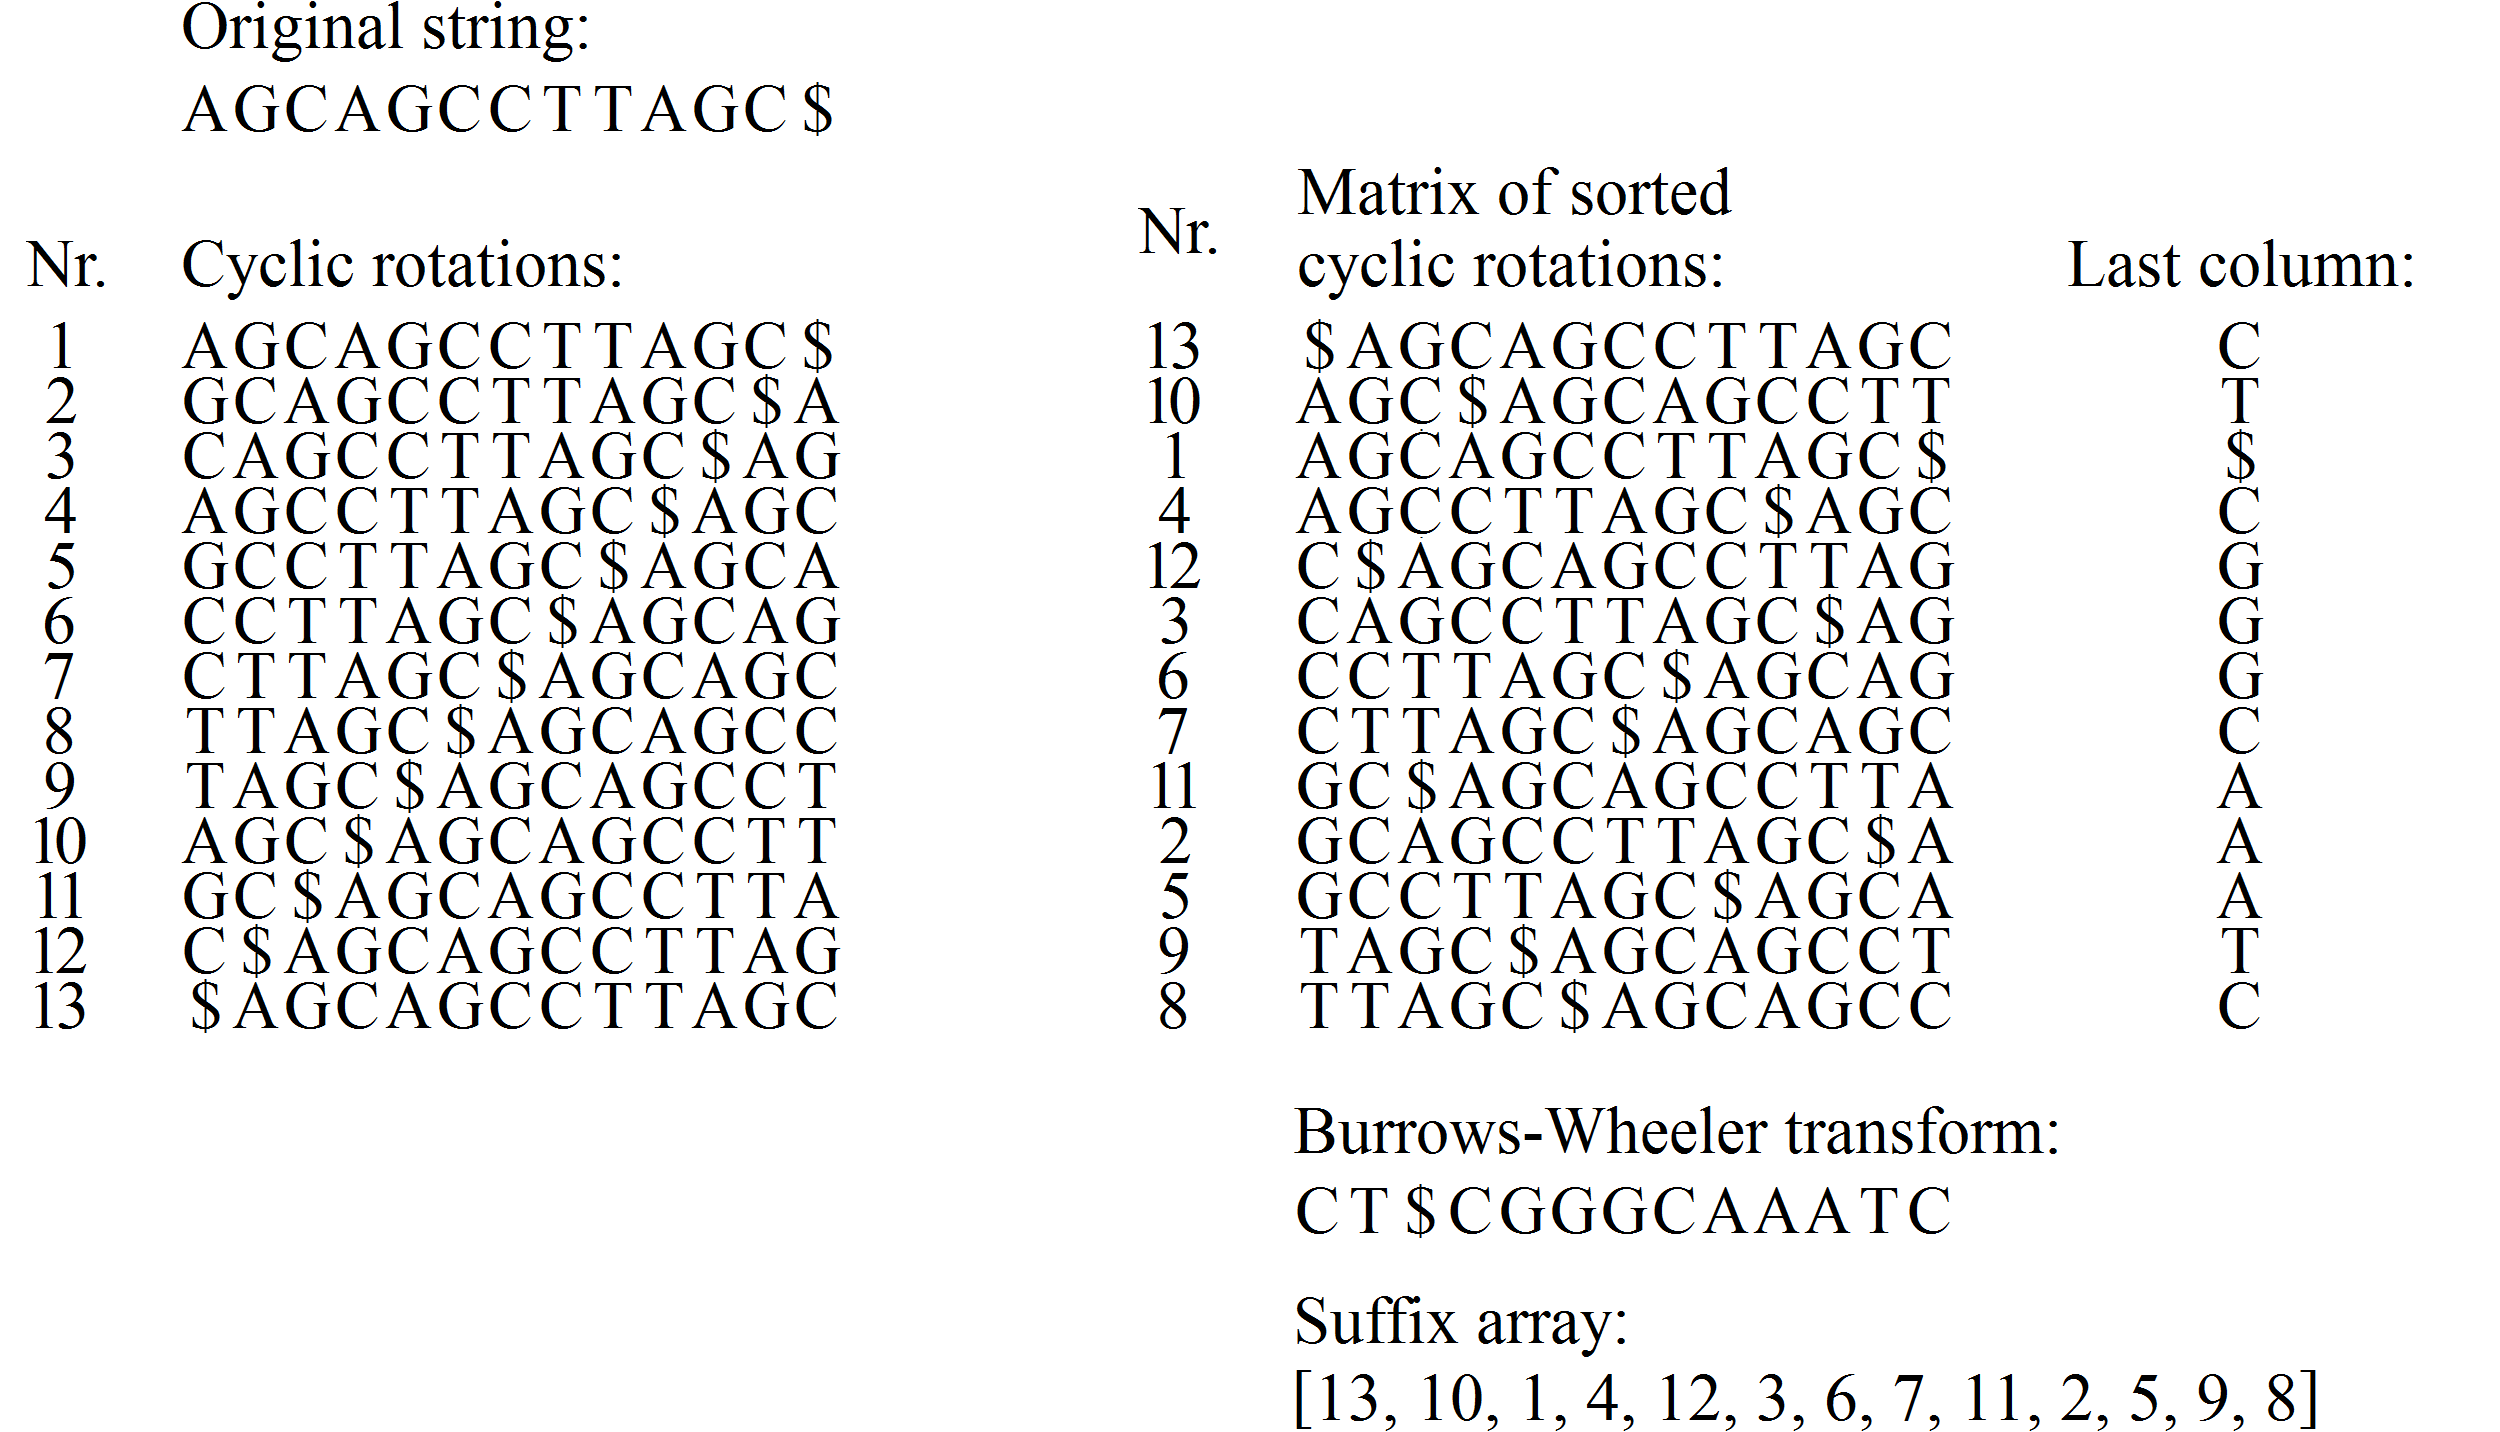 Original string:
AGCAGCCTTAGC$
Nr. Cyclic rotations:
1 AGCAGCCTTAGC$
2 GCAGCCTTAGC$A
3 CAGCCTTAGC$AG
4 AGCCTTAGC$AGC
5 GCCTTAGC$AGCA
6 CCTTAGC$AGCAG
7 CTTAGC$AGCAGC
8 TTAGC$AGCAGCC
9 TAGC$AGCAGCCT
10 AGC$AGCAGCCTT
11 GC$AGCAGCCTTA
12 C$AGCAGCCTTAG
13 $AGCAGCCTTAGC
Nr. Matrix of sorted
cyclic rotations: Last column:
13 $AGCAGCCTTAGC C
10 AGC$AGCAGCCTT T
1 AGCAGCCTTAGC$ $
4 AGCCTTAGC$AGC C
12 C$AGCAGCCTTAG G
3 CAGCCTTAGC$AG G
6 CCTTAGC$AGCAG G
7 CTTAGC$AGCAGC C
11 GC$AGCAGCCTTA A
2 GCAGCCTTAGC$A A
5 GCCTTAGC$AGCA A
9 TAGC$AGCAGCCT T
8 TTAGC$AGCAGCC C
Burrows-Wheeler transform:
CT$CGGGCAAATC
Suffix array:
[13, 10, 1, 4, 12, 3, 6, 7, 11, 2, 5, 9, 8]